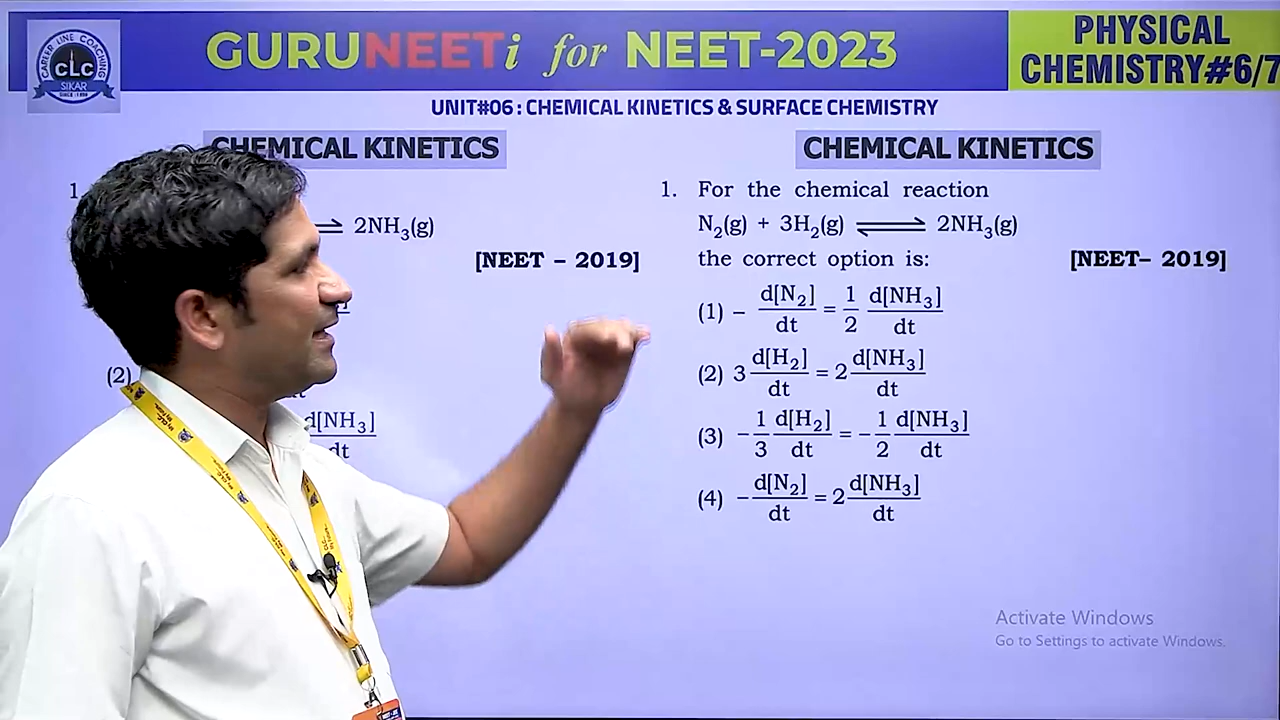 CAREER LINE COACHING
CLC
SIKAR
SINCE : 1996
GURUNEETi for NEET-2023
PHYSICAL
CHEMISTRY#6/7
UNIT#06 : CHEMICAL KINETICS & SURFACE CHEMISTRY
CHEMICAL KINETICS
1.
⇌ 2NH₃(g)
[NEET – 2019]
(2)
d[NH₃]
dt
CHEMICAL KINETICS
1. For the chemical reaction
N₂(g) + 3H₂(g) ⇌ 2NH₃(g)
the correct option is: [NEET– 2019]
(1) – d[N₂]/dt = 1/2 d[NH₃]/dt
(2) 3 d[H₂]/dt = 2 d[NH₃]/dt
(3) – 1/3 d[H₂]/dt = – 1/2 d[NH₃]/dt
(4) – d[N₂]/dt = 2 d[NH₃]/dt
Activate Windows
Go to Settings to activate Windows.